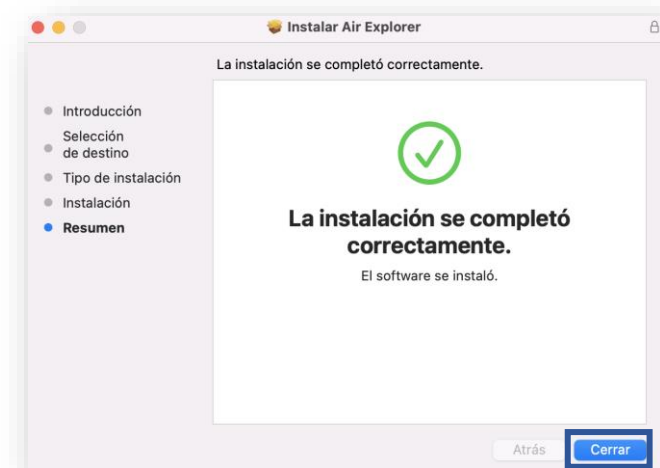 Instalar Air Explorer
La instalación se completó correctamente.
Introducción
Selección
de destino
Tipo de instalación
Instalación
Resumen
La instalación se completó
correctamente.
El software se instaló.
Atrás
Cerrar